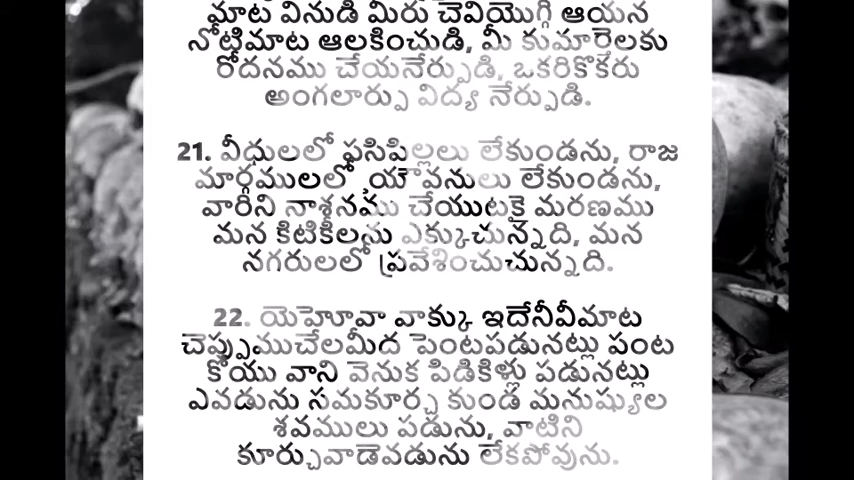 మాట వినుడి మీరు చెవియొగ్గి ఆయన
నోటిమాట ఆలకించుడి, మీ కుమార్తెలకు
రోదనము చేయనేర్పుడి, ఒకరికొకరు
అంగలార్పు విద్య నేర్పుడి.
21. వీధులలో ఫసిపిల్లలు లేకుండను, రాజ
మార్గములలో ,యౌవనులు లేకుండను,
వారిని నాశనము చేయుటకై మరణము
మన కిటికీలను ఎక్కుచున్నది, మన
నగరులలో ప్రవేశించుచున్నది.
22. యెహెూవా వాక్కు ఇదేనీవీమాట
చెప్పుముచేలమీద పెంటపడునట్లు పంట
కోయు వాని వెనుక పిడికిళ్లు పడునట్లు
ఎవడును సమకూర్చ కుండ మనుష్యుల
శవములు పడును, వాటిని
కూర్చువాడెవడును లేకపోవును.